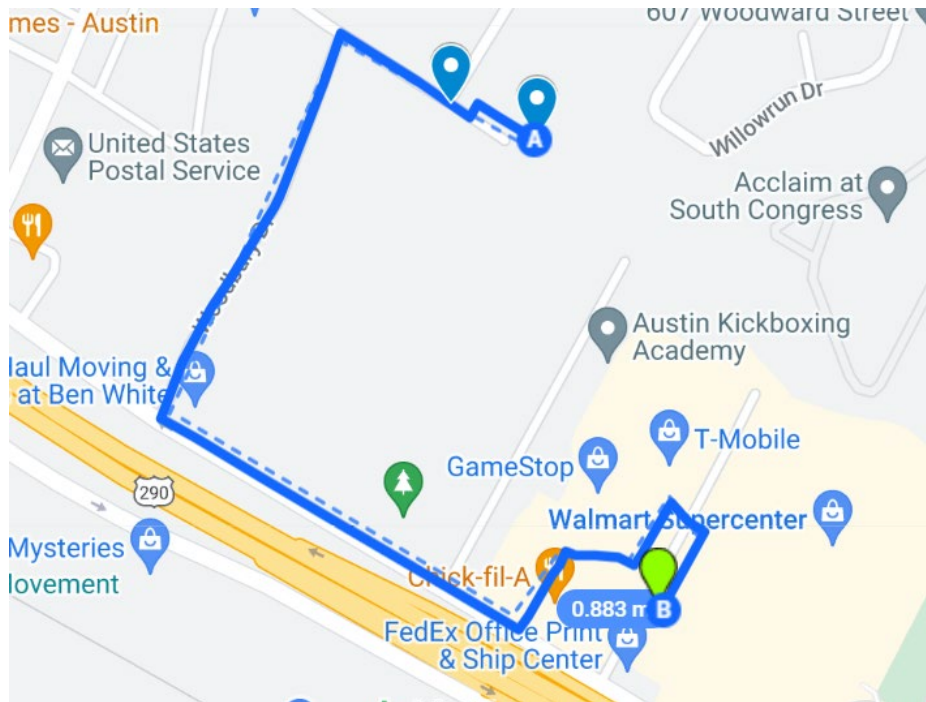 mes - Austin
607 Woodward Street
Willowrun Dr
A
United States
Postal Service
Acclaim at
South Congress
Woodbury Dr
Austin Kickboxing
Academy
Haul Moving &
at Ben White
T-Mobile
GameStop
290
Walmart Supercenter
Mysteries
Movement
Chick-fil-A
0.883 m
B
FedEx Office Print
& Ship Center